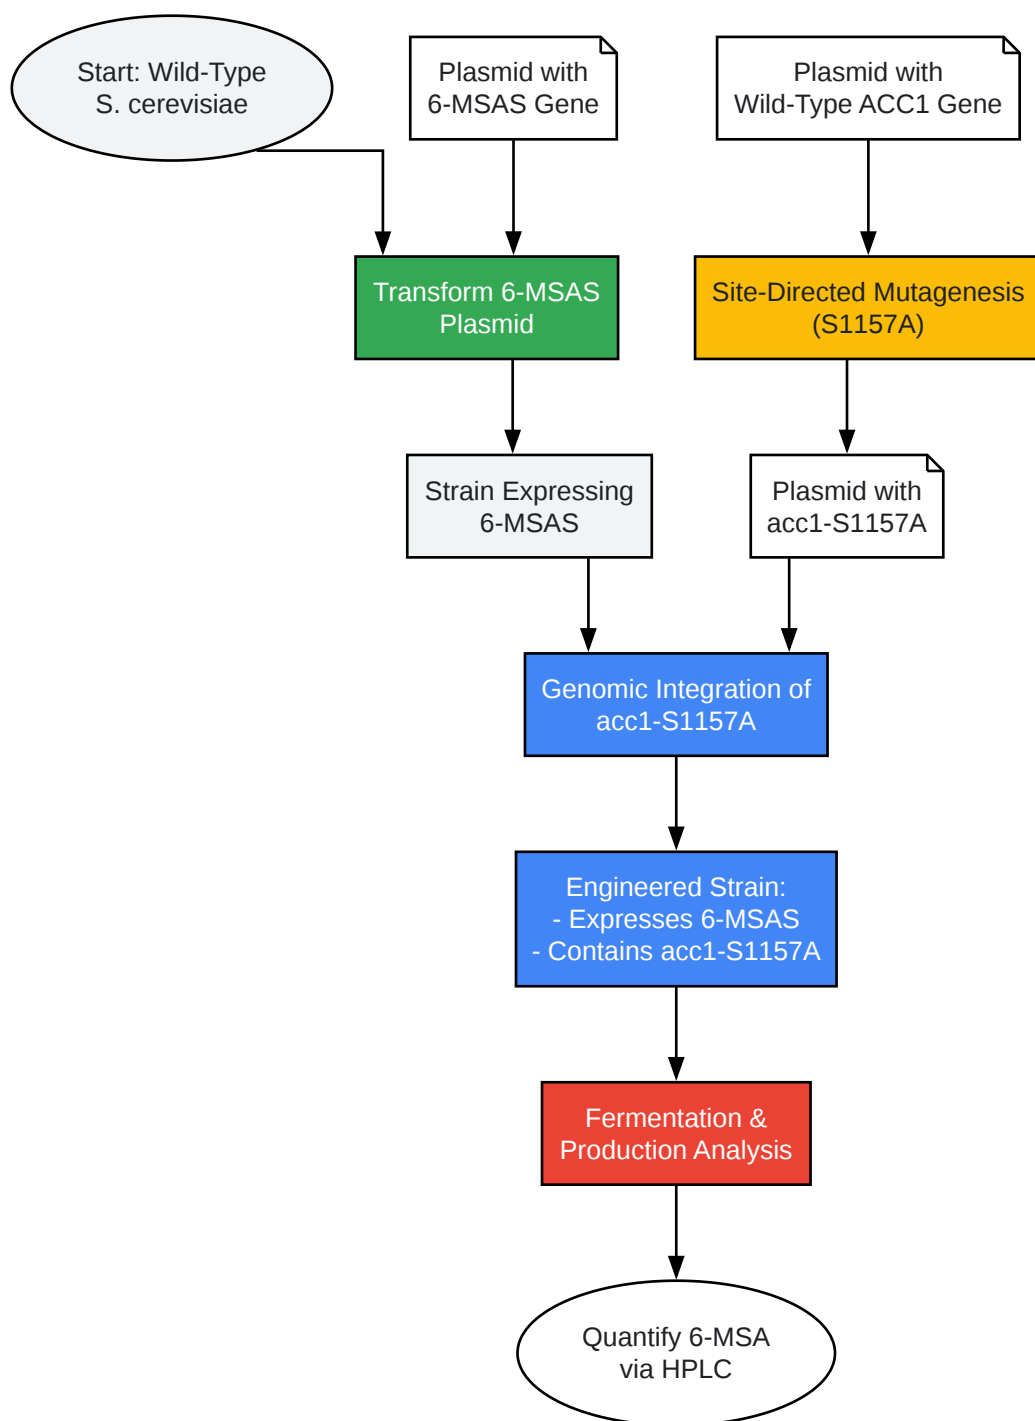 Start: Wild-Type
S. cerevisiae
Plasmid with
6-MSAS Gene
Plasmid with
Wild-Type ACC1 Gene
Transform 6-MSAS
Plasmid
Site-Directed Mutagenesis
(S1157A)
Strain Expressing
6-MSAS
Plasmid with
acc1-S1157A
Genomic Integration of
acc1-S1157A
Engineered Strain:
- Expresses 6-MSAS
- Contains acc1-S1157A
Fermentation &
Production Analysis
Quantify 6-MSA
via HPLC